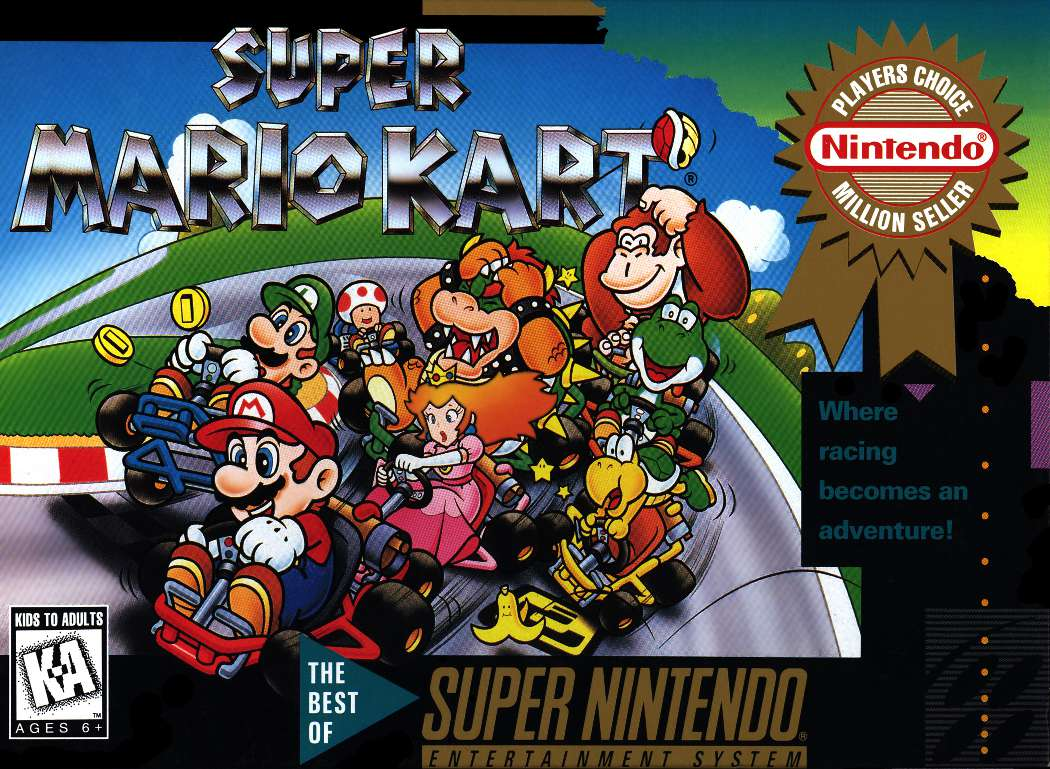 SUPER
MARIO KART®
PLAYERS CHOICE
Nintendo®
MILLION SELLER
Where
racing
becomes an
adventure!
M
KIDS TO ADULTS
K-A™
AGES 6+
THE
BEST
OF
SUPER NINTENDO®
ENTERTAINMENT SYSTEM